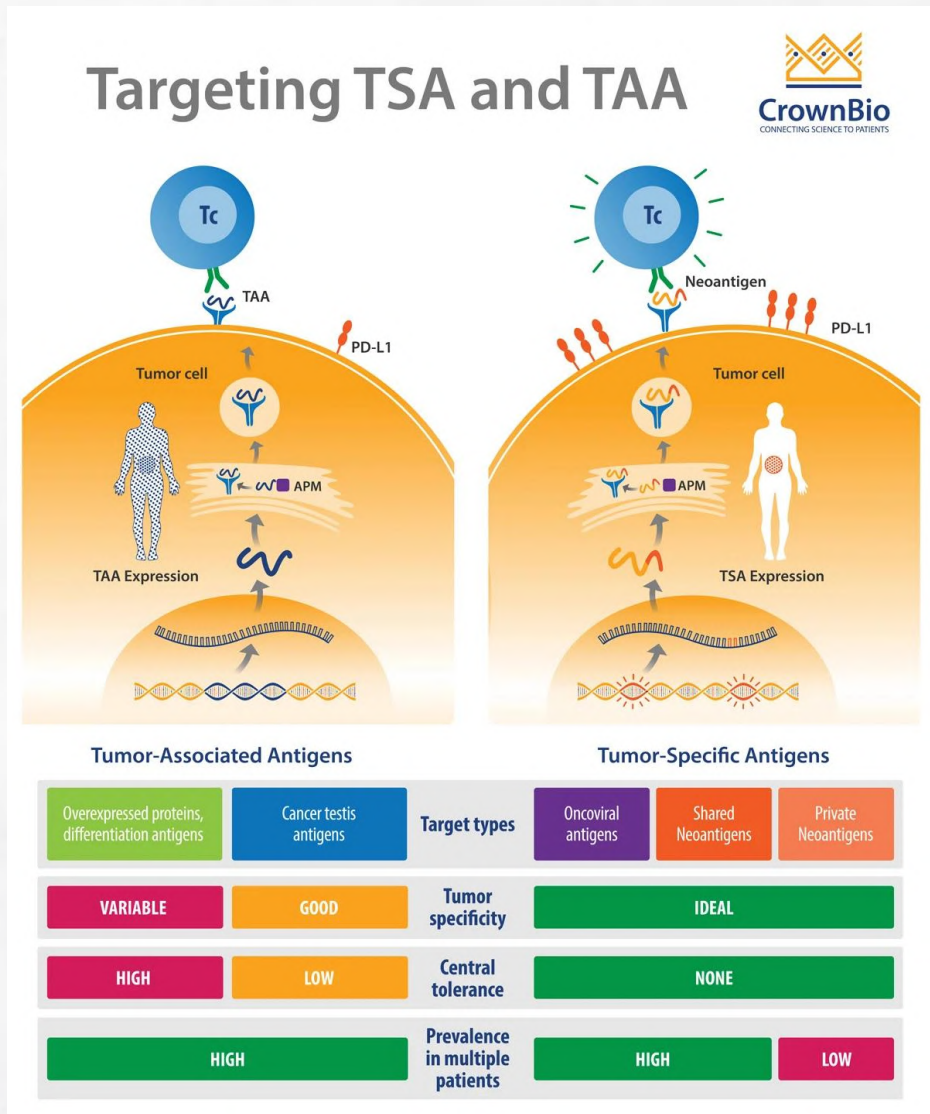 Targeting TSA and TAA
CrownBio
CONNECTING SCIENCE TO PATIENTS
Tc
TAA
PD-L1
Tumor cell
APM
TAA Expression
Tc
Neoantigen
PD-L1
Tumor cell
APM
TSA Expression
Tumor-Associated Antigens
Tumor-Specific Antigens
Overexpressed proteins,
differentiation antigens
Cancer testis
antigens
Target types
Oncoviral
antigens
Shared
Neoantigens
Private
Neoantigens
VARIABLE
GOOD
Tumor
specificity
IDEAL
HIGH
LOW
Central
tolerance
NONE
HIGH
Prevalence
in multiple
patients
HIGH
LOW